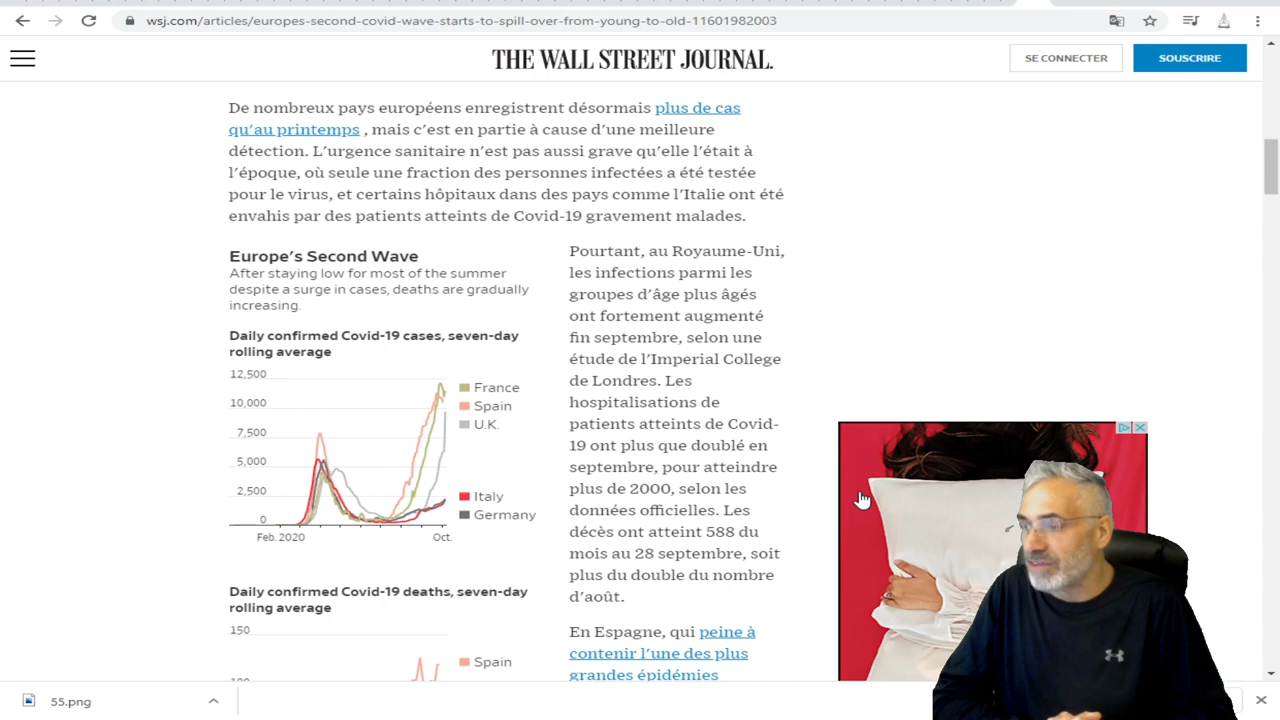 wsj.com/articles/europes-second-covid-wave-starts-to-spill-over-from-young-to-old-11601982003
THE WALL STREET JOURNAL.
SE CONNECTER
SOUSCRIRE
De nombreux pays européens enregistrent désormais plus de cas
qu'au printemps , mais c'est en partie à cause d'une meilleure
détection. L'urgence sanitaire n'est pas aussi grave qu'elle l'était à
l'époque, où seule une fraction des personnes infectées a été testée
pour le virus, et certains hôpitaux dans des pays comme l'Italie ont été
envahis par des patients atteints de Covid-19 gravement malades.
Europe's Second Wave
After staying low for most of the summer
despite a surge in cases, deaths are gradually
increasing.
Daily confirmed Covid-19 cases, seven-day
rolling average
12,500
10,000
7,500
5,000
2,500
0
France
Spain
U.K.
Italy
Germany
Feb. 2020
Oct.
Daily confirmed Covid-19 deaths, seven-day
rolling average
150
Spain
Pourtant, au Royaume-Uni,
les infections parmi les
groupes d'âge plus âgés
ont fortement augmenté
fin septembre, selon une
étude de l'Imperial College
de Londres. Les
hospitalisations de
patients atteints de Covid-
19 ont plus que doublé en
septembre, pour atteindre
plus de 2000, selon les
données officielles. Les
décès ont atteint 588 du
mois au 28 septembre, soit
plus du double du nombre
d'août.
En Espagne, qui peine à
contenir l'une des plus
grandes épidémies
55.png